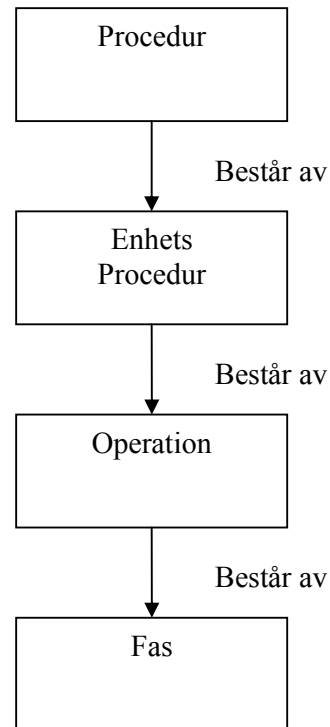 Procedur
Består av
Enhets
Procedur
Består av
Operation
Består av
Fas